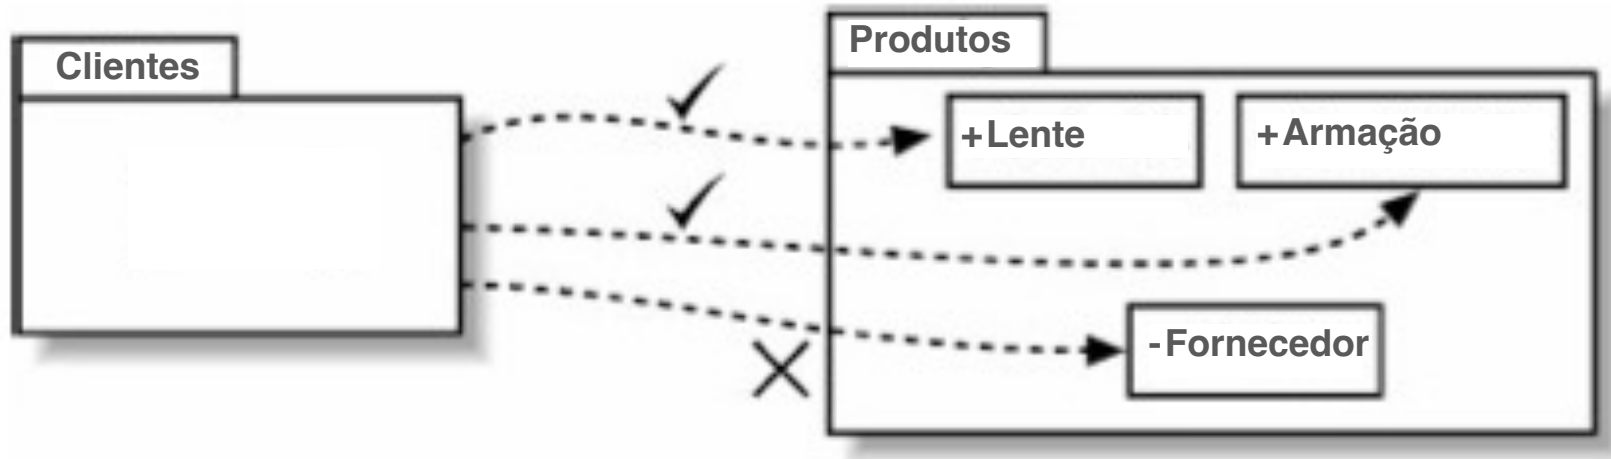 Clientes
Produtos
+Lente
+Armação
-Fornecedor